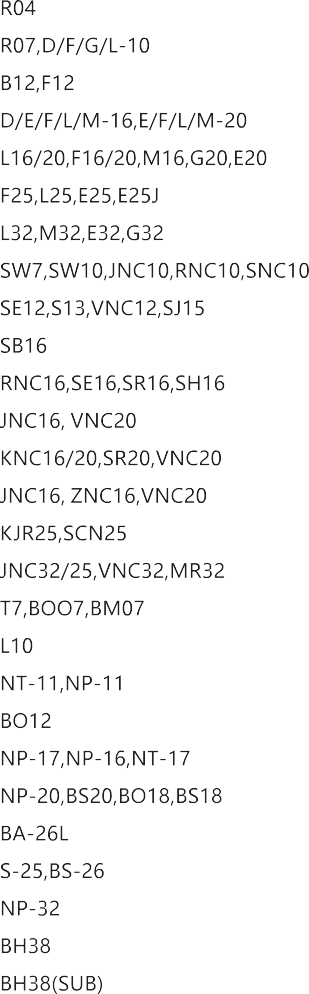 R04
R07,D/F/G/L-10
B12,F12
D/E/F/L/M-16,E/F/L/M-20
L16/20,F16/20,M16,G20,E20
F25,L25,E25,E25J
L32,M32,E32,G32
SW7,SW10,JNC10,RNC10,SNC10
SE12,S13,VNC12,SJ15
SB16
RNC16,SE16,SR16,SH16
JNC16, VNC20
KNC16/20,SR20,VNC20
JNC16, ZNC16,VNC20
KJR25,SCN25
JNC32/25,VNC32,MR32
T7,BOO7,BM07
L10
NT-11,NP-11
BO12
NP-17,NP-16,NT-17
NP-20,BS20,BO18,BS18
BA-26L
S-25,BS-26
NP-32
BH38
BH38(SUB)